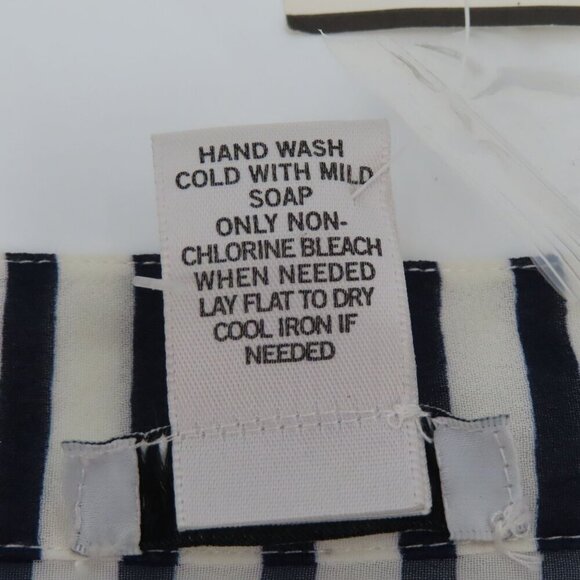 HAND WASH
COLD WITH MILD
SOAP
ONLY NON-
CHLORINE BLEACH
WHEN NEEDED
LAY FLAT TO DRY
COOL IRON IF
NEEDED